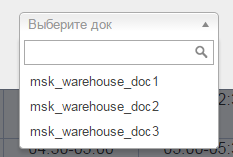 Выберите док
msk_warehouse_doc1
msk_warehouse_doc2
msk_warehouse_doc3